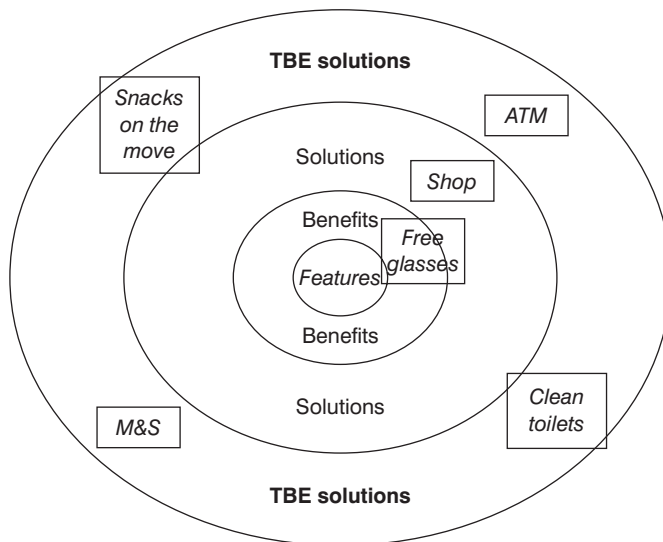 TBE solutions
Snacks
on the
move
ATM
Solutions
Shop
Benefits
Free
glasses
Features
Benefits
Solutions
Clean
toilets
M&S
TBE solutions